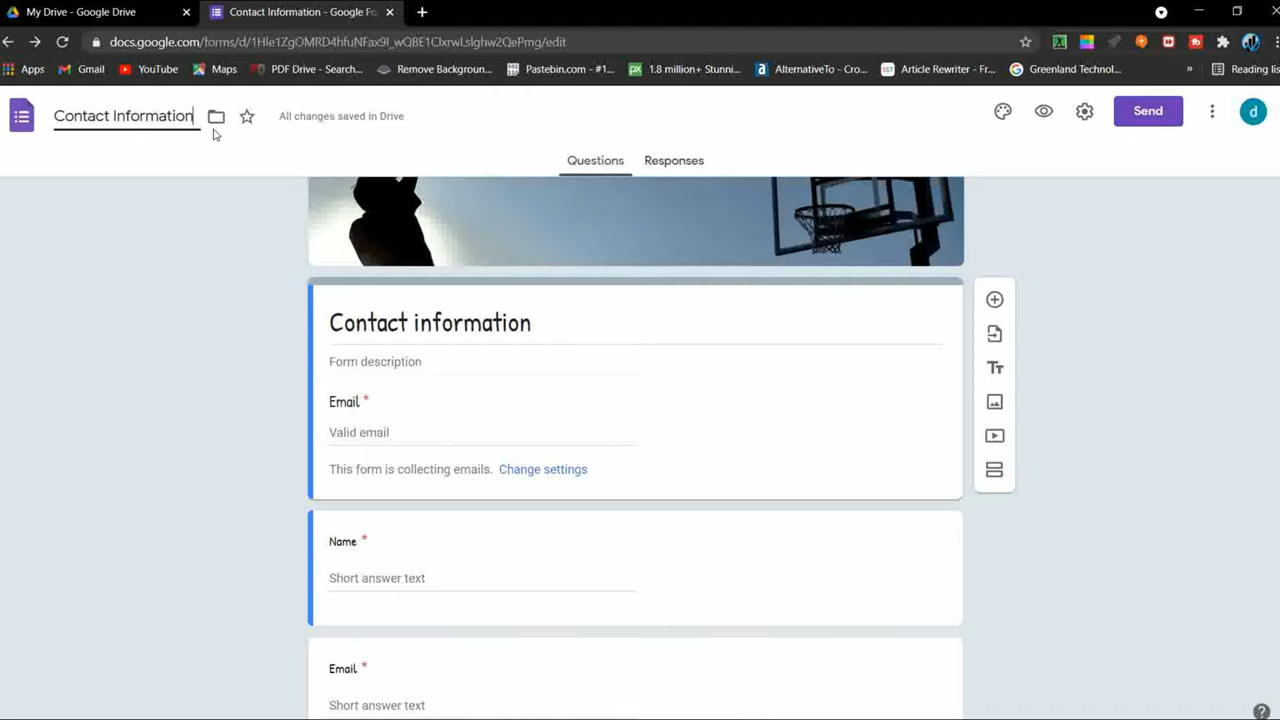 My Drive - Google Drive
Contact Information - Google Fo
docs.google.com/forms/d/1Hle1ZgOMRD4hfuNFax9I_wQBE1ClxrwLslghw2QePmg/edit
Apps Gmail YouTube Maps PDF Drive - Search... Remove Backgroun... Pastebin.com - #1... 1.8 million+ Stunni... AlternativeTo - Cro... Article Rewriter - Fr... Greenland Technol... » Reading lis
Contact Information All changes saved in Drive Send d
Questions Responses
Contact information
Form description
Email *
Valid email
This form is collecting emails. Change settings
Name *
Short answer text
Email *
Short answer text